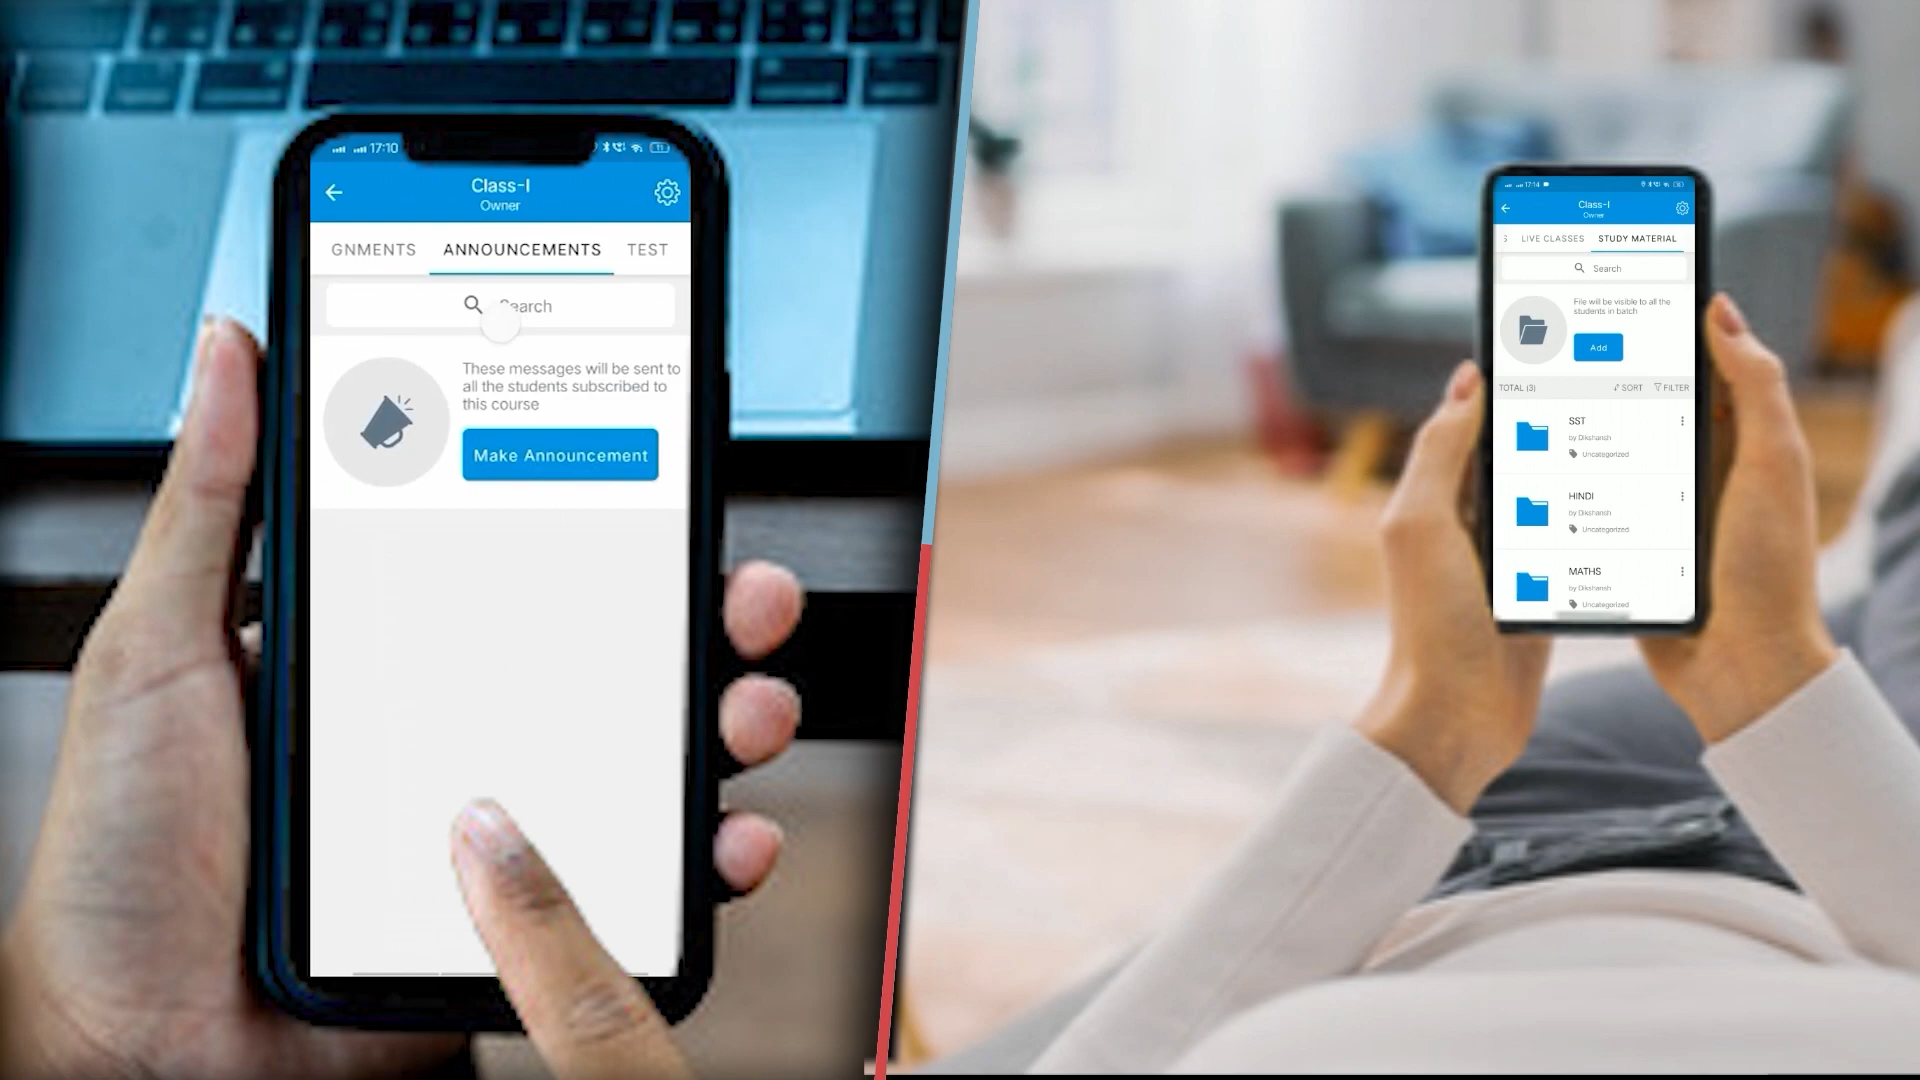 17:10
Class-I
Owner
GNMENTS ANNOUNCEMENTS TEST
earch
These messages will be sent to
all the students subscribed to
this course
Make Announcement
17:14
Class-I
Owner
S LIVE CLASSES STUDY MATERIAL
Search
File will be visible to all the
students in batch
Add
TOTAL (3) SORT FILTER
SST
by Dikshansh
Uncategorized
HINDI
by Dikshansh
Uncategorized
MATHS
by Dikshansh
Uncategorized